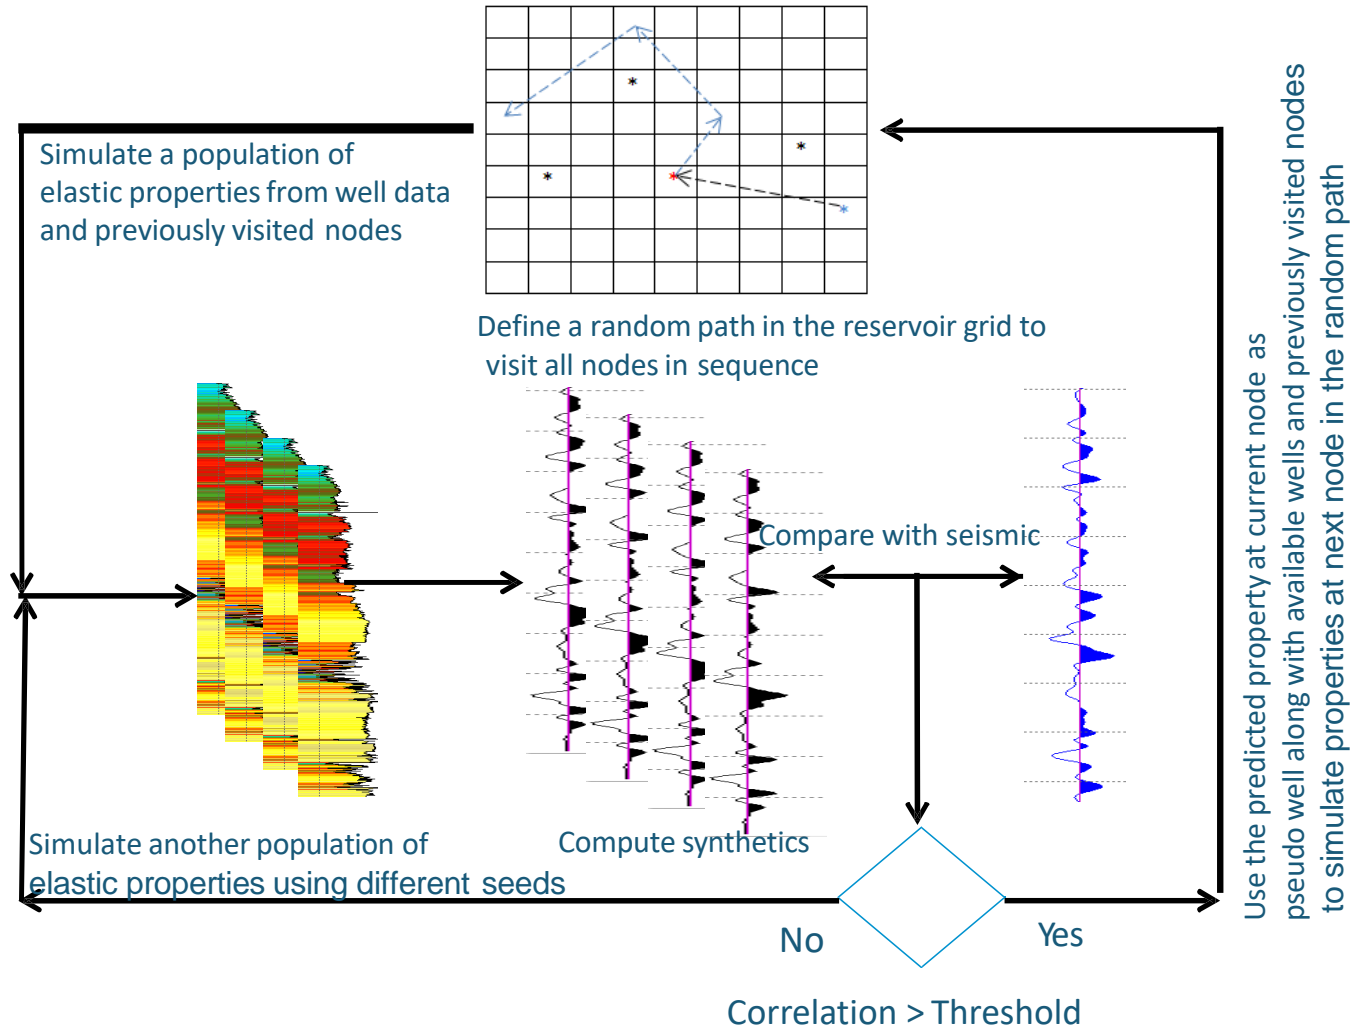 Simulate a population of
elastic properties from well data
and previously visited nodes
Define a random path in the reservoir grid to
visit all nodes in sequence
Compare with seismic
Compute synthetics
Simulate another population of
elastic properties using different seeds
No
Yes
Correlation > Threshold
Use the predicted property at current node as
pseudo well along with available wells and previously visited nodes
to simulate properties at next node in the random path